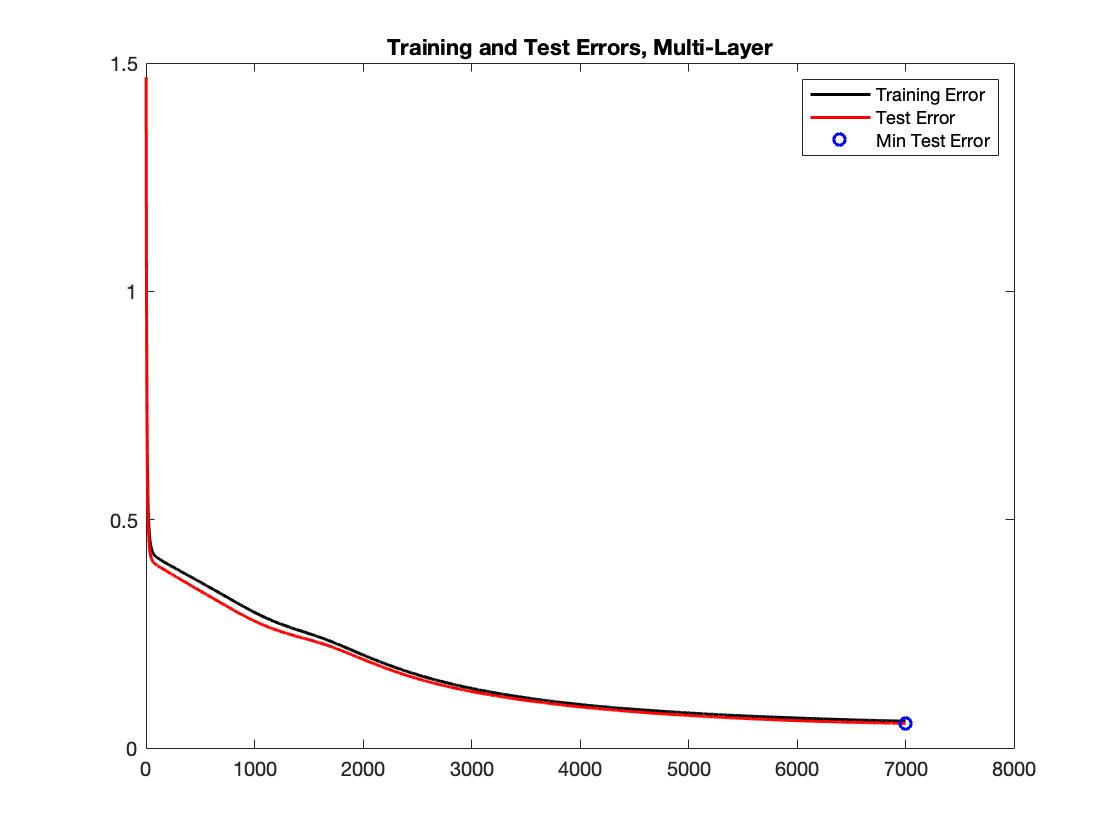 Training and Test Errors, Multi-Layer
1.5
Training Error
Test Error
Min Test Error
1
0.5
0
0 1000 2000 3000 4000 5000 6000 7000 8000